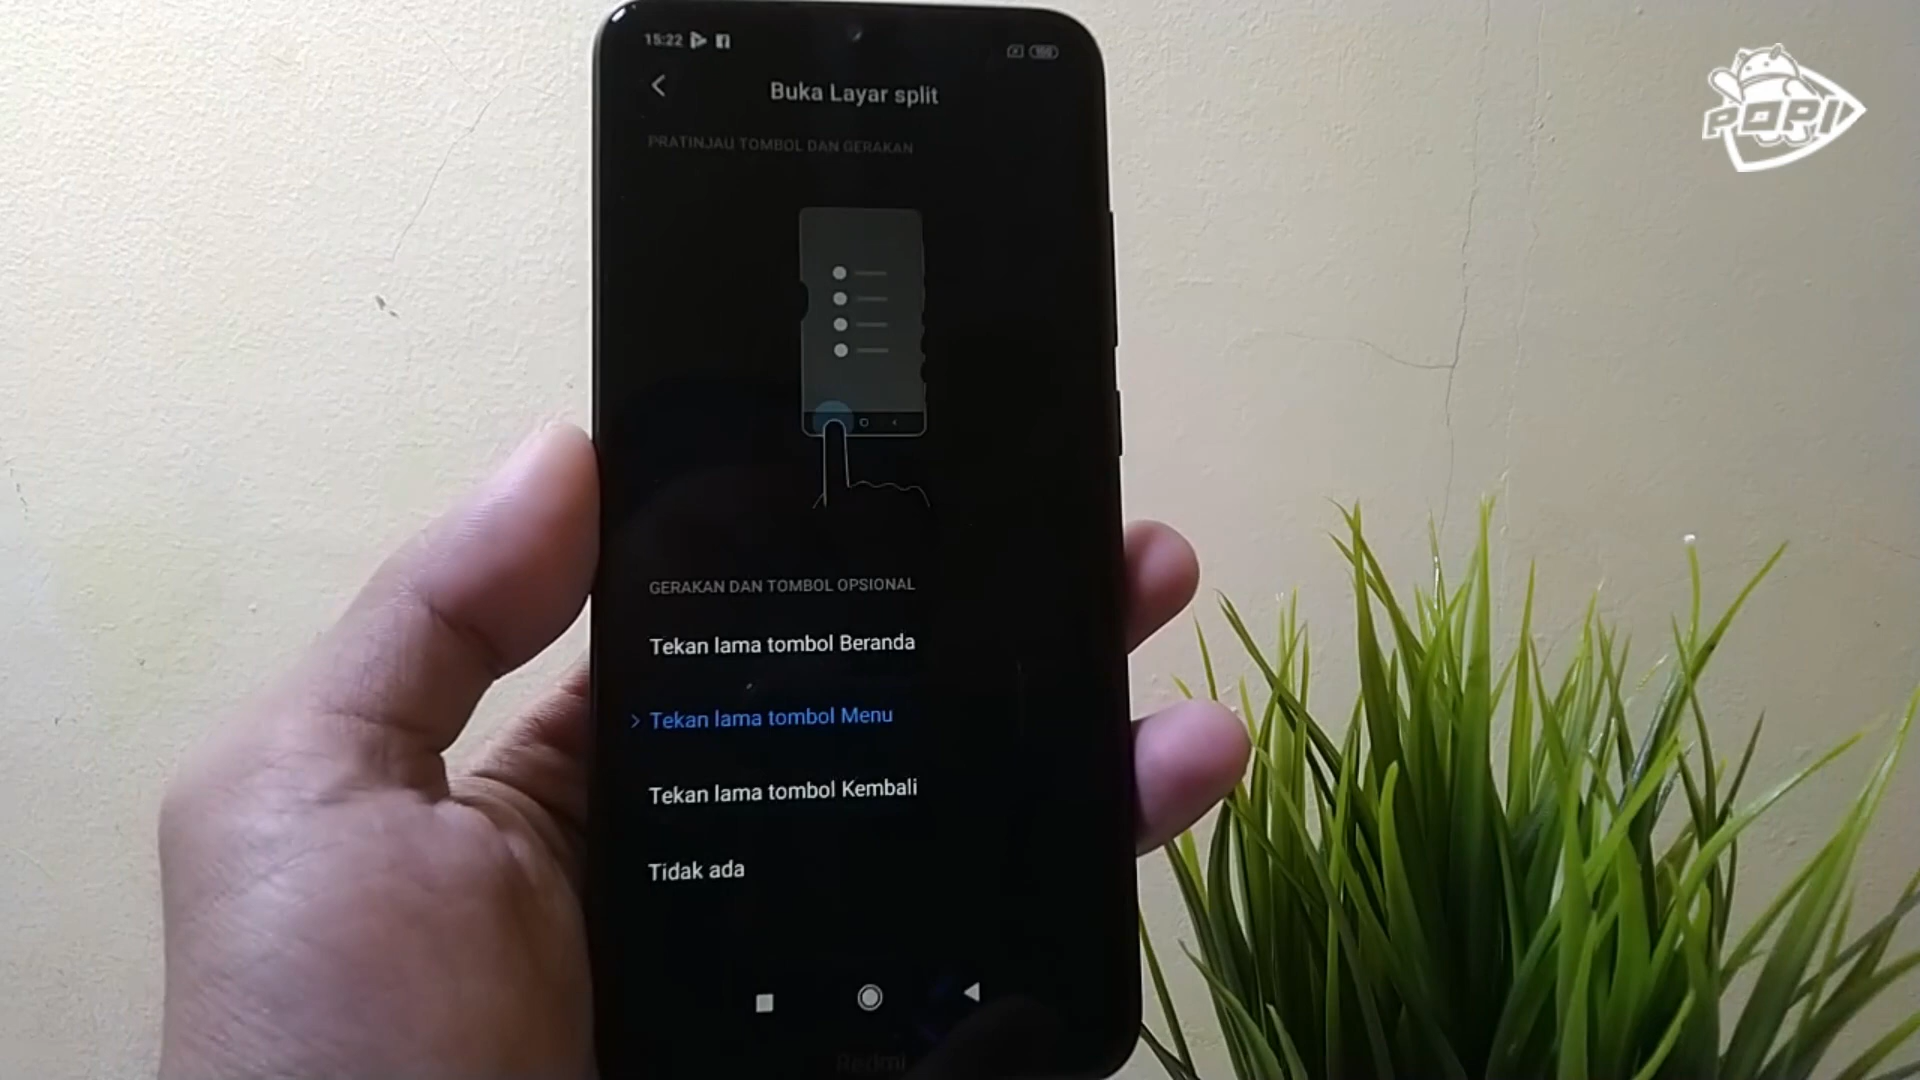 15:22
POPI
Buka Layar split
PRATINJAU TOMBOL DAN GERAKAN
GERAKAN DAN TOMBOL OPSIONAL
Tekan lama tombol Beranda
Tekan lama tombol Menu
Tekan lama tombol Kembali
Tidak ada
Redmi